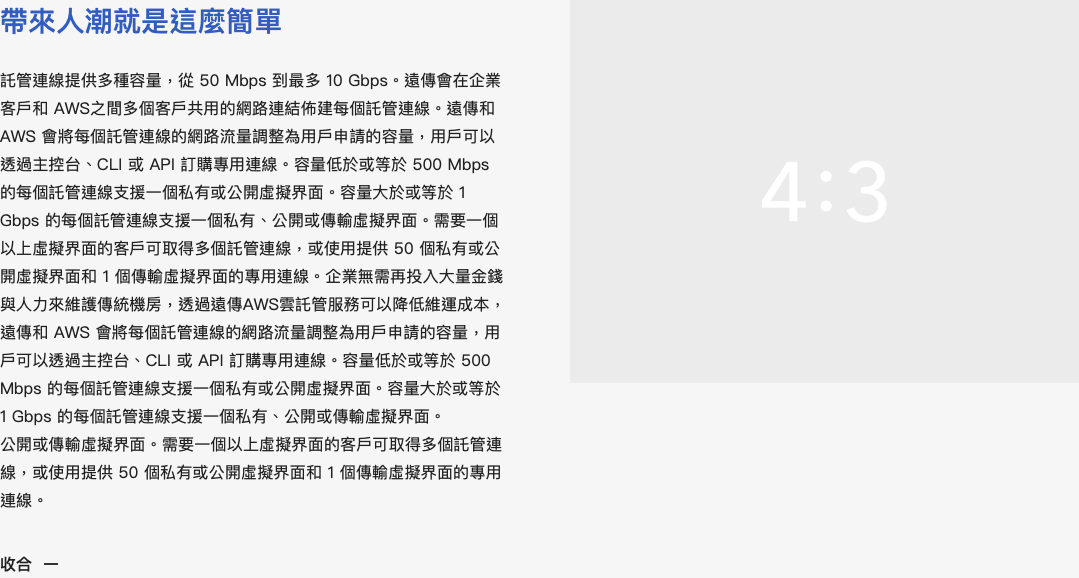 帶來人潮就是這麼簡單
託管連線提供多種容量，從 50 Mbps 到最多 10 Gbps。遠傳會在企業
客戶和 AWS之間多個客戶共用的網路連結佈建每個託管連線。遠傳和
AWS 會將每個託管連線的網路流量調整為用戶申請的容量，用戶可以
透過主控台、CLI 或 API 訂購專用連線。容量低於或等於 500 Mbps
的每個託管連線支援一個私有或公開虛擬界面。容量大於或等於 1
Gbps 的每個託管連線支援一個私有、公開或傳輸虛擬界面。需要一個
以上虛擬界面的客戶可取得多個託管連線，或使用提供 50 個私有或公
開虛擬界面和 1 個傳輸虛擬界面的專用連線。企業無需再投入大量金錢
與人力來維護傳統機房，透過遠傳AWS雲託管服務可以降低維運成本，
遠傳和 AWS 會將每個託管連線的網路流量調整為用戶申請的容量，用
戶可以透過主控台、CLI 或 API 訂購專用連線。容量低於或等於 500
Mbps 的每個託管連線支援一個私有或公開虛擬界面。容量大於或等於
1 Gbps 的每個託管連線支援一個私有、公開或傳輸虛擬界面。
公開或傳輸虛擬界面。需要一個以上虛擬界面的客戶可取得多個託管連
線，或使用提供 50 個私有或公開虛擬界面和 1 個傳輸虛擬界面的專用
連線。
收合
4:3